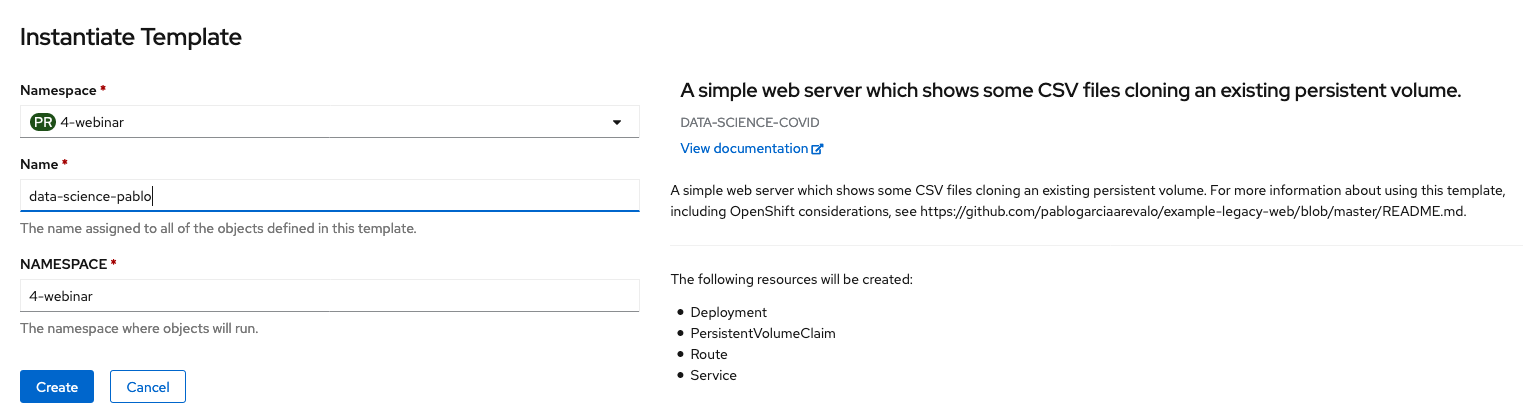 Instantiate Template
Namespace *
PR 4-webinar
Name *
data-science-pablo
The name assigned to all of the objects defined in this template.
NAMESPACE *
4-webinar
The namespace where objects will run.
Create Cancel
A simple web server which shows some CSV files cloning an existing persistent volume.
DATA-SCIENCE-COVID
View documentation
A simple web server which shows some CSV files cloning an existing persistent volume. For more information about using this template,
including OpenShift considerations, see https://github.com/pablogarciaarevalo/example-legacy-web/blob/master/README.md.
The following resources will be created:
• Deployment
• PersistentVolumeClaim
• Route
• Service